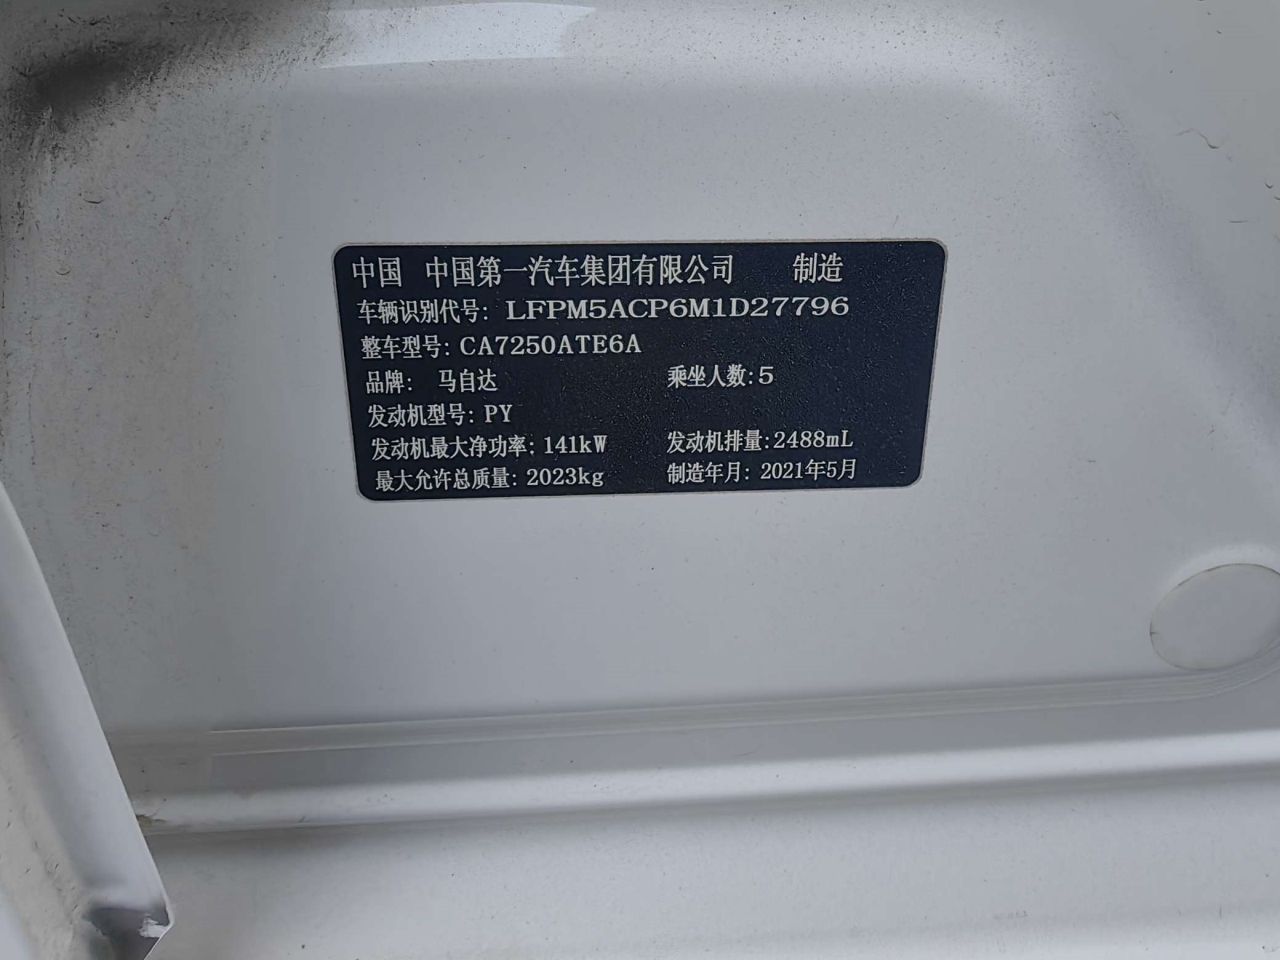 中国 中国第一汽车集团有限公司 制造
车辆识别代号: LFPM5ACP6M1D27796
整车型号: CA7250ATE6A
品牌: 马自达 乘坐人数: 5
发动机型号: PY
发动机最大净功率: 141kW 发动机排量: 2488mL
最大允许总质量: 2023kg 制造年月: 2021年5月